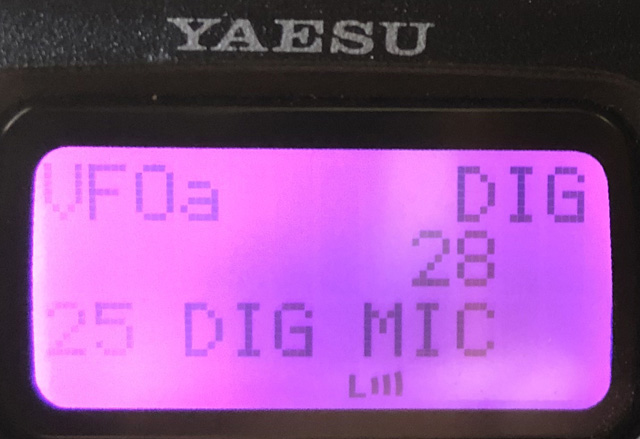 YAESU
VFOa DIG
28
25 DIG MIC
L